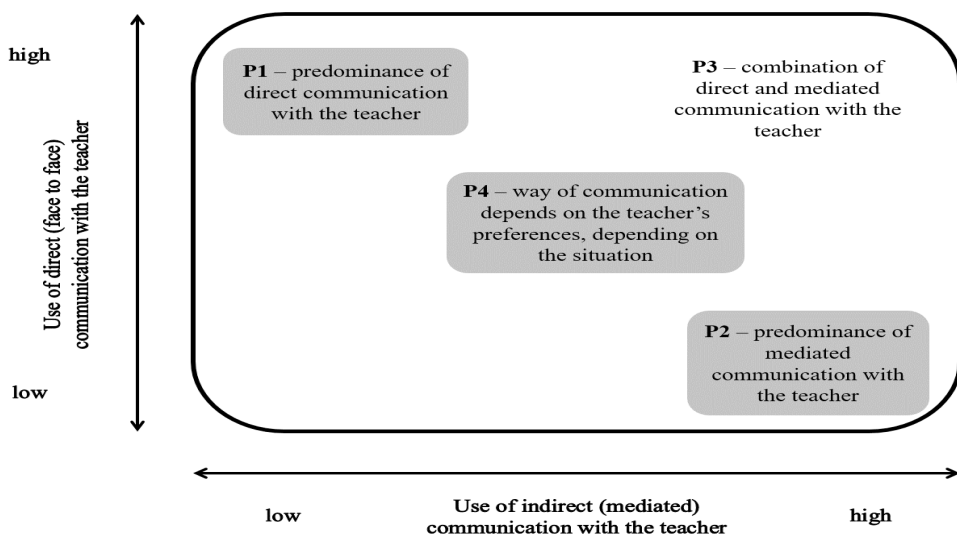 high
P1 – predominance of
direct communication
with the teacher
P3 – combination of
direct and mediated
communication with the
teacher
Use of direct (face to face)
communication with the teacher
P4 – way of communication
depends on the teacher’s
preferences, depending on
the situation
P2 – predominance of
mediated
communication with
the teacher
low
low
Use of indirect (mediated)
communication with the teacher
high